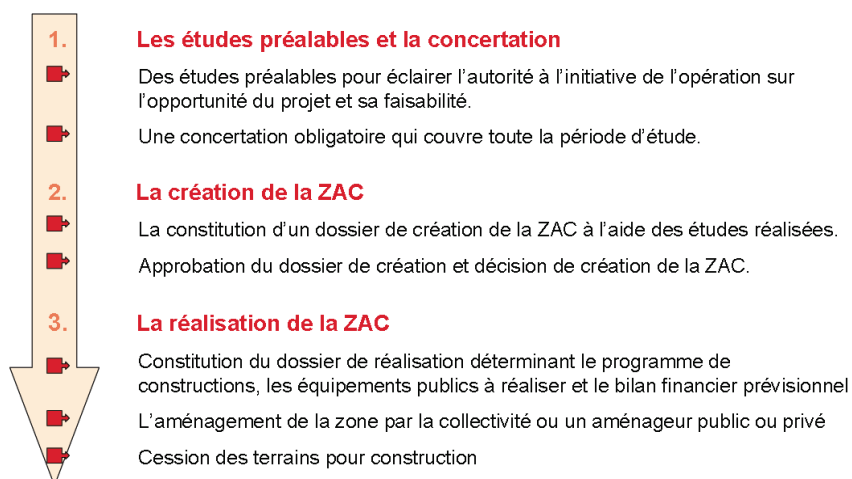 1. Les études préalables et la concertation
Des études préalables pour éclairer l'autorité à l'initiative de l'opération sur
l'opportunité du projet et sa faisabilité.
Une concertation obligatoire qui couvre toute la période d'étude.
2. La création de la ZAC
La constitution d'un dossier de création de la ZAC à l'aide des études réalisées.
Approbation du dossier de création et décision de création de la ZAC.
3. La réalisation de la ZAC
Constitution du dossier de réalisation déterminant le programme de
constructions, les équipements publics à réaliser et le bilan financier prévisionnel
L'aménagement de la zone par la collectivité ou un aménageur public ou privé
Cession des terrains pour construction